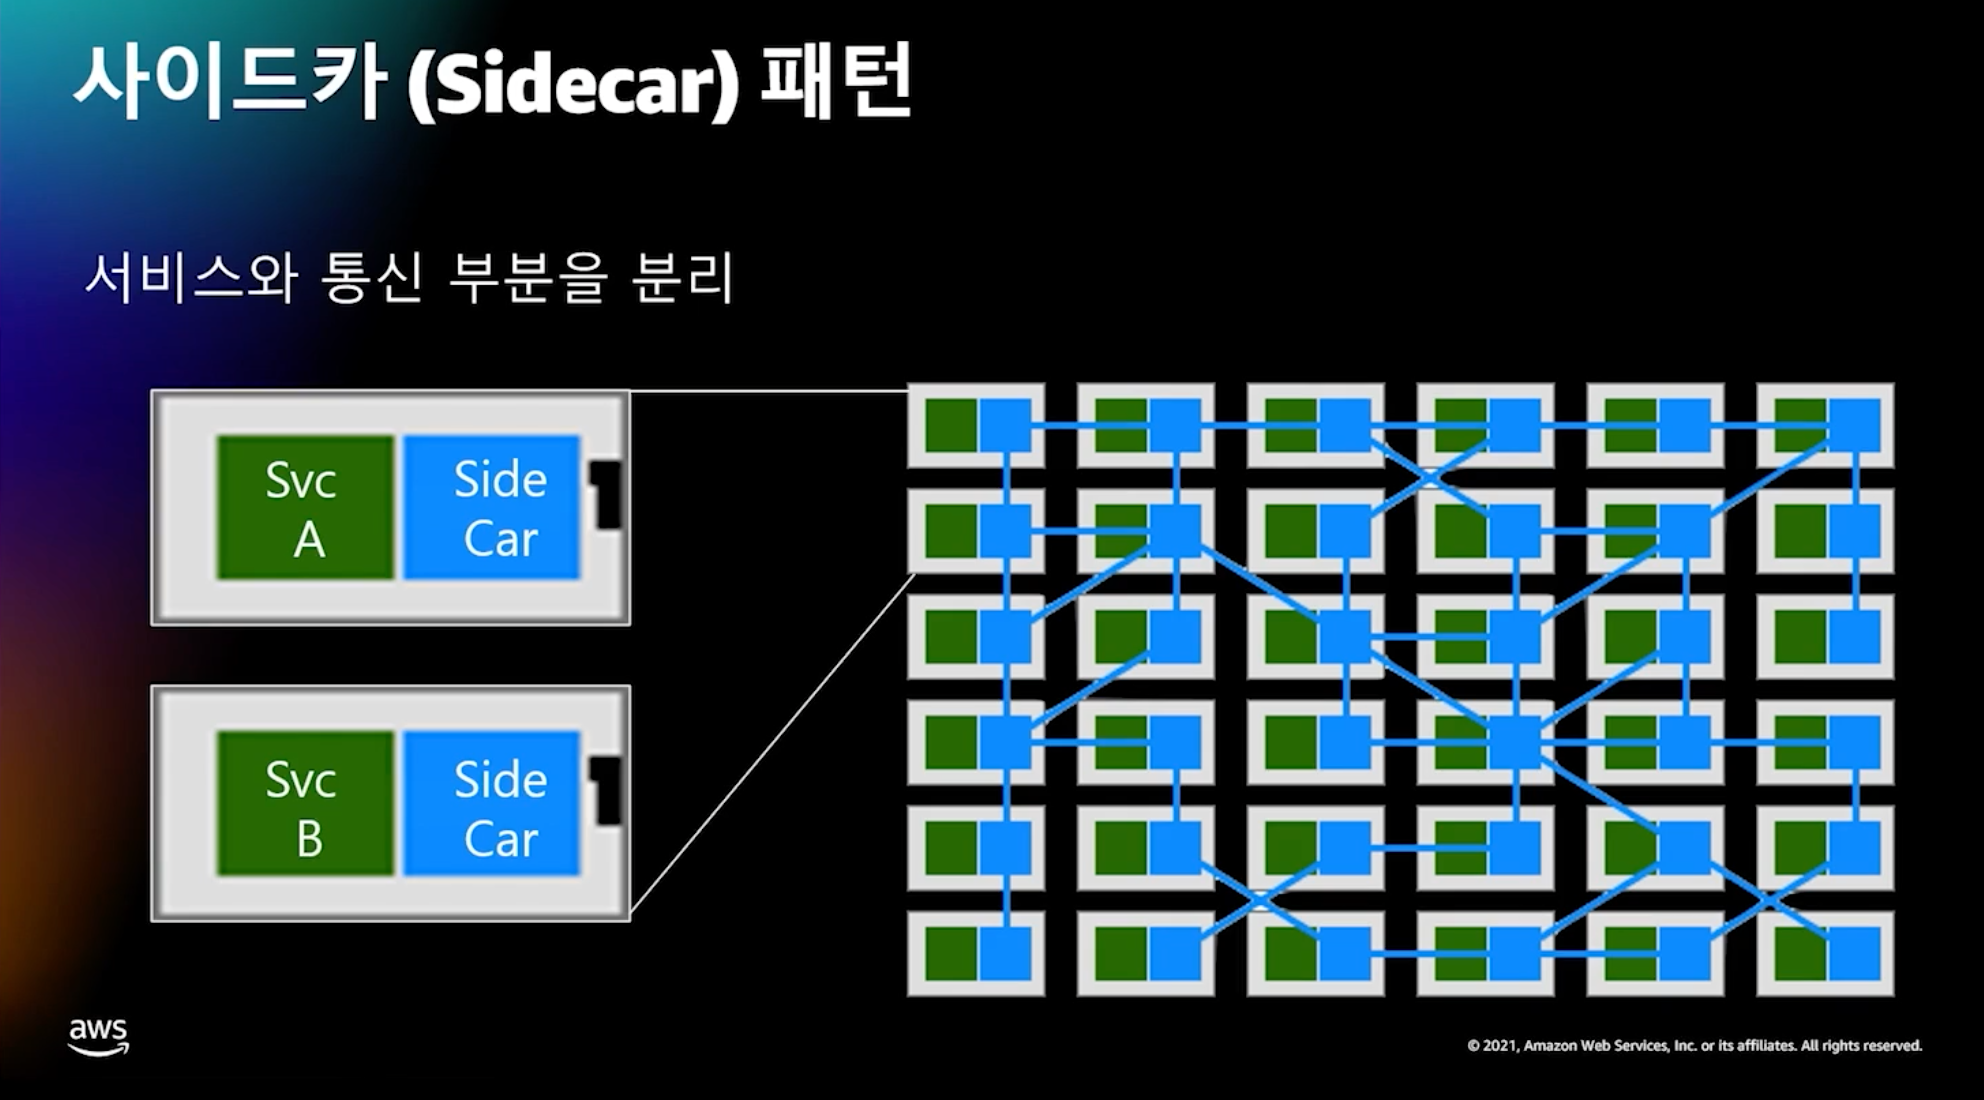 사이드카 (Sidecar) 패턴
서비스와 통신 부분을 분리
Svc
A
Side
Car
Svc
B
Side
Car
aws
© 2021, Amazon Web Services, Inc. or its affiliates. All rights reserved.